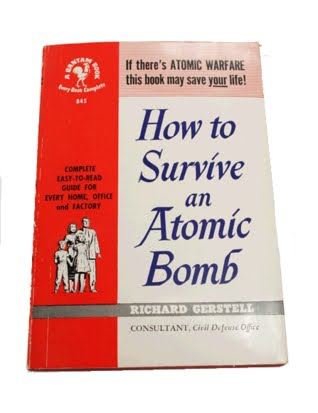 A BANTAM BOOK
Every Book Complete
845
If there's ATOMIC WARFARE
this book may save your life!
How to
Survive
an
Atomic
Bomb
COMPLETE
EASY-TO-READ
GUIDE FOR
EVERY HOME, OFFICE
and FACTORY
RICHARD GERSTELL
CONSULTANT, Civil Defense Office